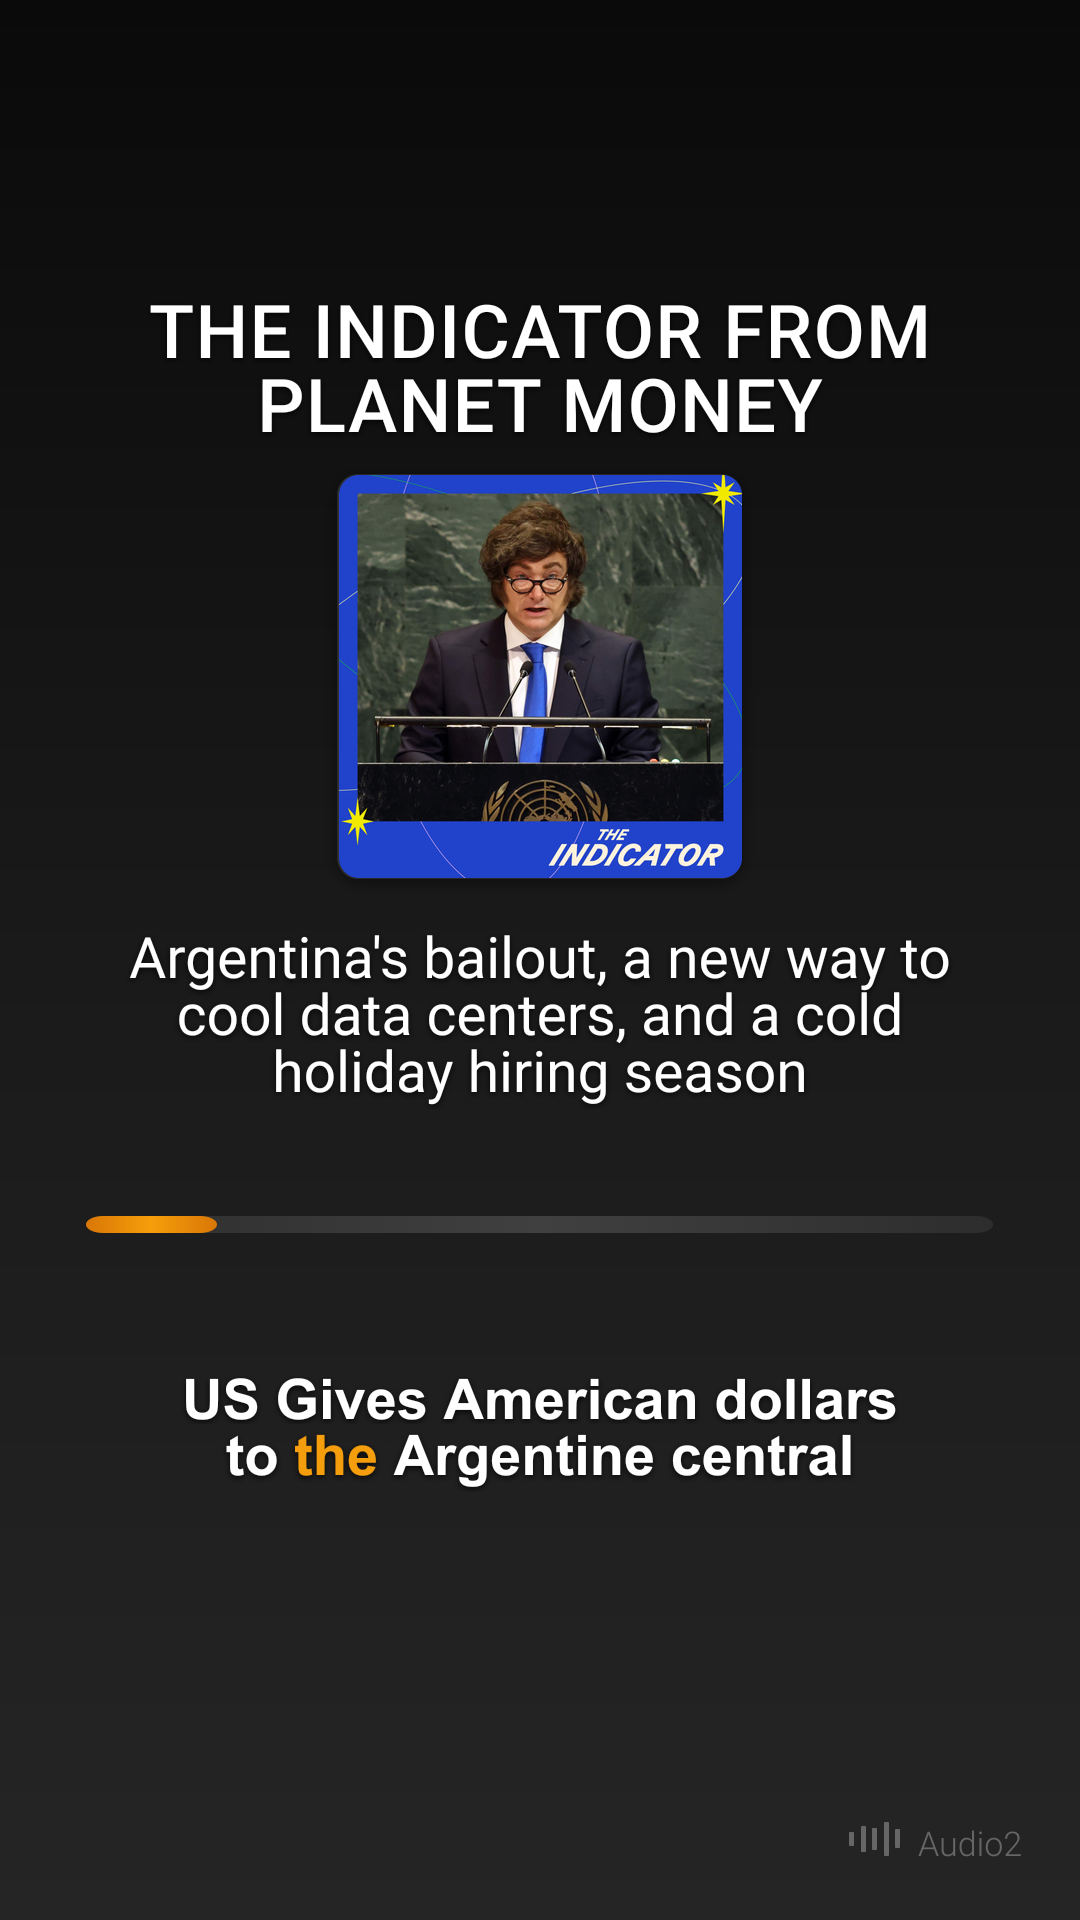 THE INDICATOR FROM
PLANET MONEY
THE
INDICATOR
Argentina's bailout, a new way to
cool data centers, and a cold
holiday hiring season
US Gives American dollars
to the Argentine central
Audio2